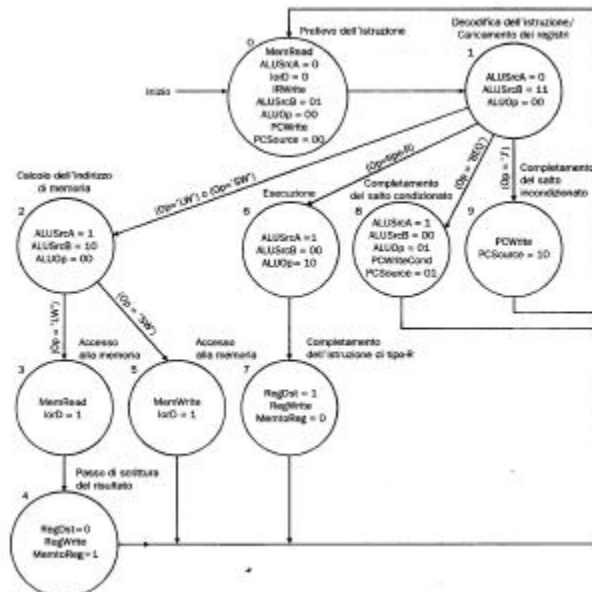 Prelievo dell'istruzione
0
MemRead
ALUSrcA = 0
IorD = 0
IRWrite
ALUSrcB = 01
ALUOp = 00
PCWrite
PCSource = 00
Inizio
Decodifica dell'istruzione/
Caricamento dei registri
1
ALUSrcA = 0
ALUSrcB = 11
ALUOp = 00
(Op='LW') o (Op='SW')
(Op=tipo-R)
(Op = 'BEQ')
(Op = 'J')
Calcolo dell'indirizzo
di memoria
2
ALUSrcA = 1
ALUSrcB = 10
ALUOp = 00
Esecuzione
6
ALUSrcA =1
ALUSrcB = 00
ALUOp= 10
Completamento
del salto condizionato
8
ALUSrcA = 1
ALUSrcB = 00
ALUOp = 01
PCWriteCond
PCSource = 01
Completamento
del salto
incondizionato
9
PCWrite
PCSource = 10
(Op = 'LW')
(Op = 'SW')
Accesso
alla memoria
3
MemRead
IorD = 1
Accesso
alla memoria
5
MemWrite
IorD = 1
Completamento
dell'istruzione di tipo-R
7
RegDst = 1
RegWrite
MemtoReg = 0
Passo di scrittura
del risultato
4
RegDst=0
RegWrite
MemtoReg=1